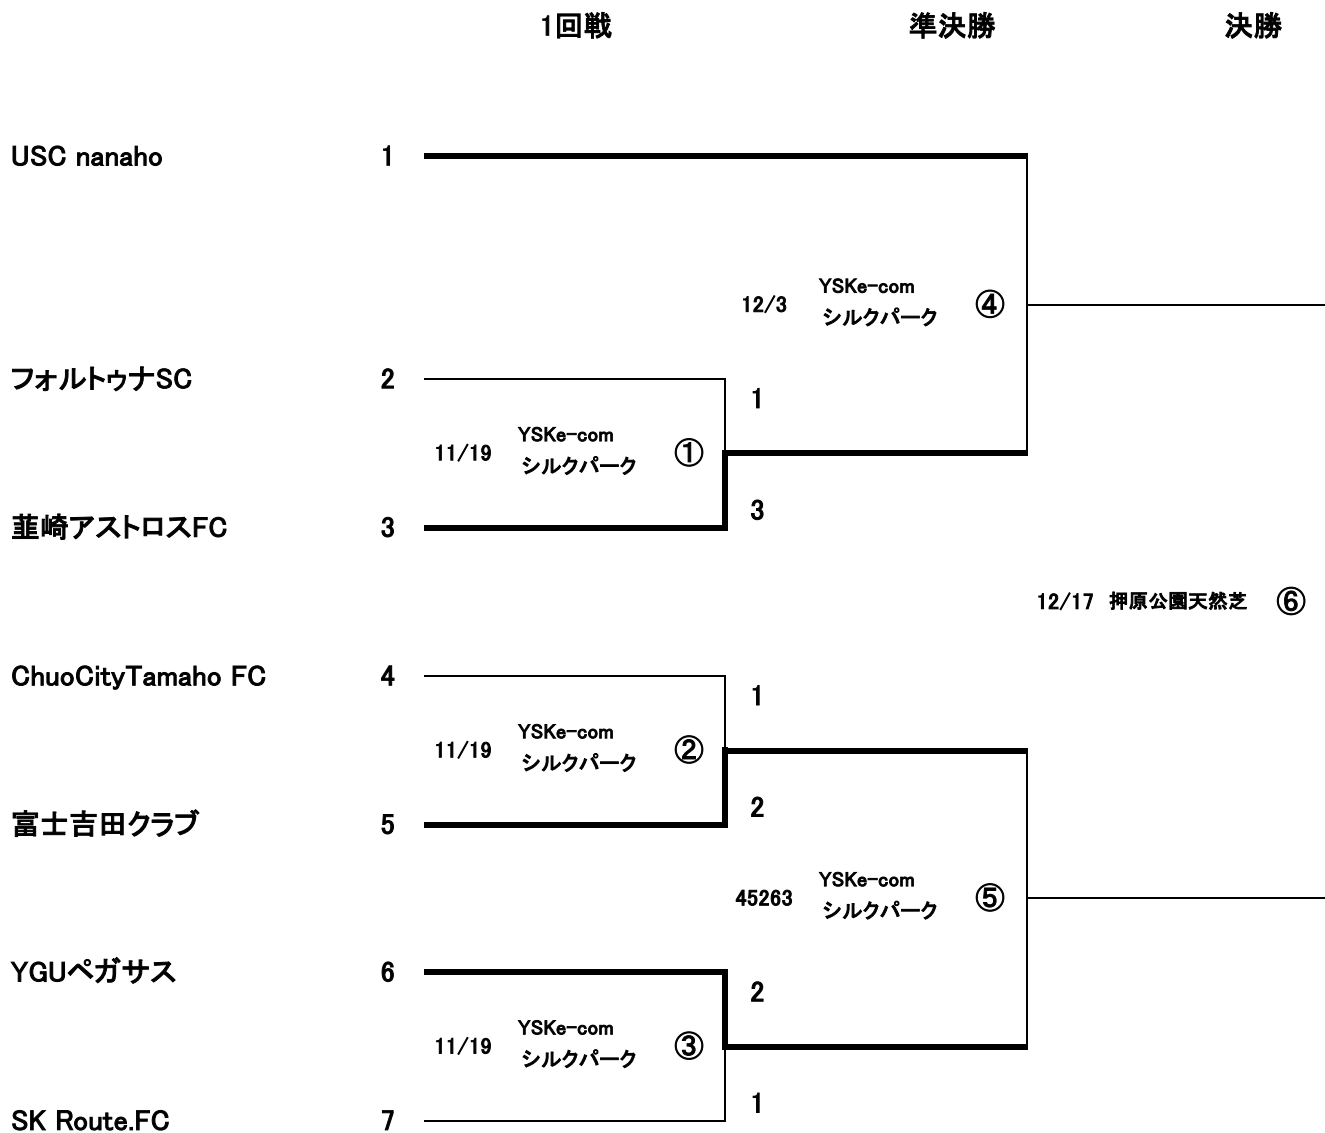 1回戦 準決勝 決勝
USC nanaho 1
12/3 YSKe-com
シルクパーク ④
フォルトゥナSC 2
1
11/19 YSKe-com
シルクパーク ①
3
韮崎アストロスFC 3
12/17 押原公園天然芝 ⑥
ChuoCityTamaho FC 4
1
11/19 YSKe-com
シルクパーク ②
2
富士吉田クラブ 5
45263 YSKe-com
シルクパーク ⑤
YGUペガサス 6
2
11/19 YSKe-com
シルクパーク ③
1
SK Route.FC 7